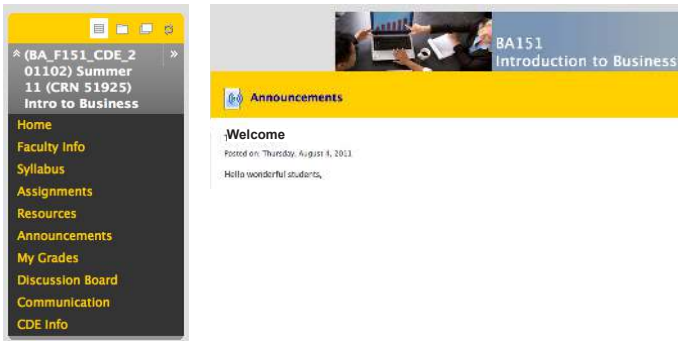 (BA_F151_CDE_2
01102) Summer
11 (CRN 51925)
Intro to Business
Home
Faculty Info
Syllabus
Assignments
Resources
Announcements
My Grades
Discussion Board
Communication
CDE Info
BA151
Introduction to Business
Announcements
Welcome
Posted on: Thursday, August 4, 2011
Hello wonderful students,